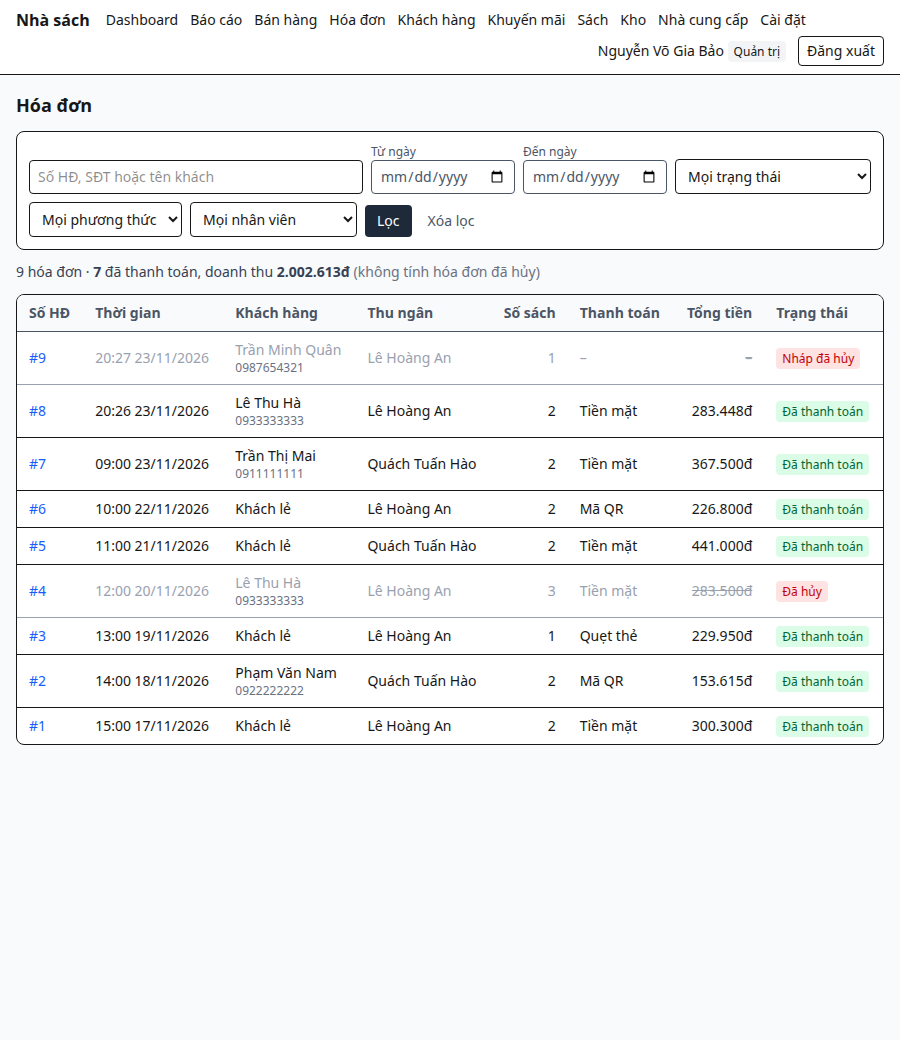 Nhà sách Dashboard Báo cáo Bán hàng Hóa đơn Khách hàng Khuyến mãi Sách Kho Nhà cung cấp Cài đặt
Nguyễn Võ Gia Bảo Quản trị Đăng xuất
Hóa đơn
Từ ngày Đến ngày
Số HĐ, SĐT hoặc tên khách mm/dd/yyyy mm/dd/yyyy Mọi trạng thái
Mọi phương thức Mọi nhân viên Lọc Xóa lọc
9 hóa đơn · 7 đã thanh toán, doanh thu 2.002.613đ (không tính hóa đơn đã hủy)
Số HĐ Thời gian Khách hàng Thu ngân Số sách Thanh toán Tổng tiền Trạng thái
#9 20:27 23/11/2026 Trần Minh Quân Lê Hoàng An 1 – – Nháp đã hủy
0987654321
#8 20:26 23/11/2026 Lê Thu Hà Lê Hoàng An 2 Tiền mặt 283.448đ Đã thanh toán
0933333333
#7 09:00 23/11/2026 Trần Thị Mai Quách Tuấn Hào 2 Tiền mặt 367.500đ Đã thanh toán
0911111111
#6 10:00 22/11/2026 Khách lẻ Lê Hoàng An 2 Mã QR 226.800đ Đã thanh toán
#5 11:00 21/11/2026 Khách lẻ Quách Tuấn Hào 2 Tiền mặt 441.000đ Đã thanh toán
#4 12:00 20/11/2026 Lê Thu Hà Lê Hoàng An 3 Tiền mặt 283.500đ Đã hủy
0933333333
#3 13:00 19/11/2026 Khách lẻ Lê Hoàng An 1 Quẹt thẻ 229.950đ Đã thanh toán
#2 14:00 18/11/2026 Phạm Văn Nam Quách Tuấn Hào 2 Mã QR 153.615đ Đã thanh toán
0922222222
#1 15:00 17/11/2026 Khách lẻ Lê Hoàng An 2 Tiền mặt 300.300đ Đã thanh toán